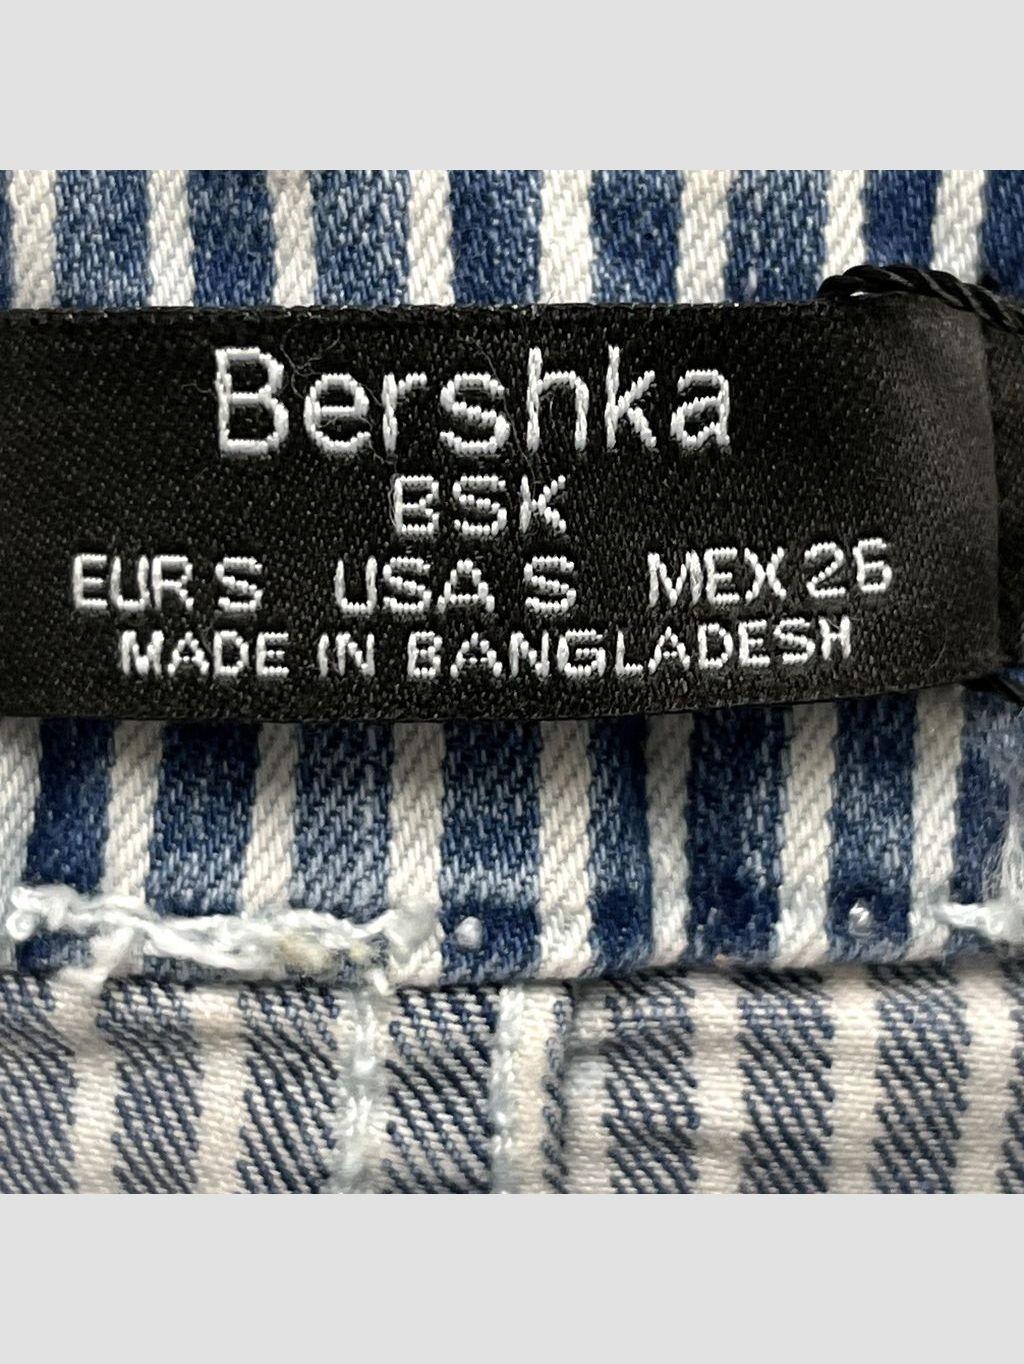 Bershka
BSK
EUR S USA S MEX 26
MADE IN BANGLADESH